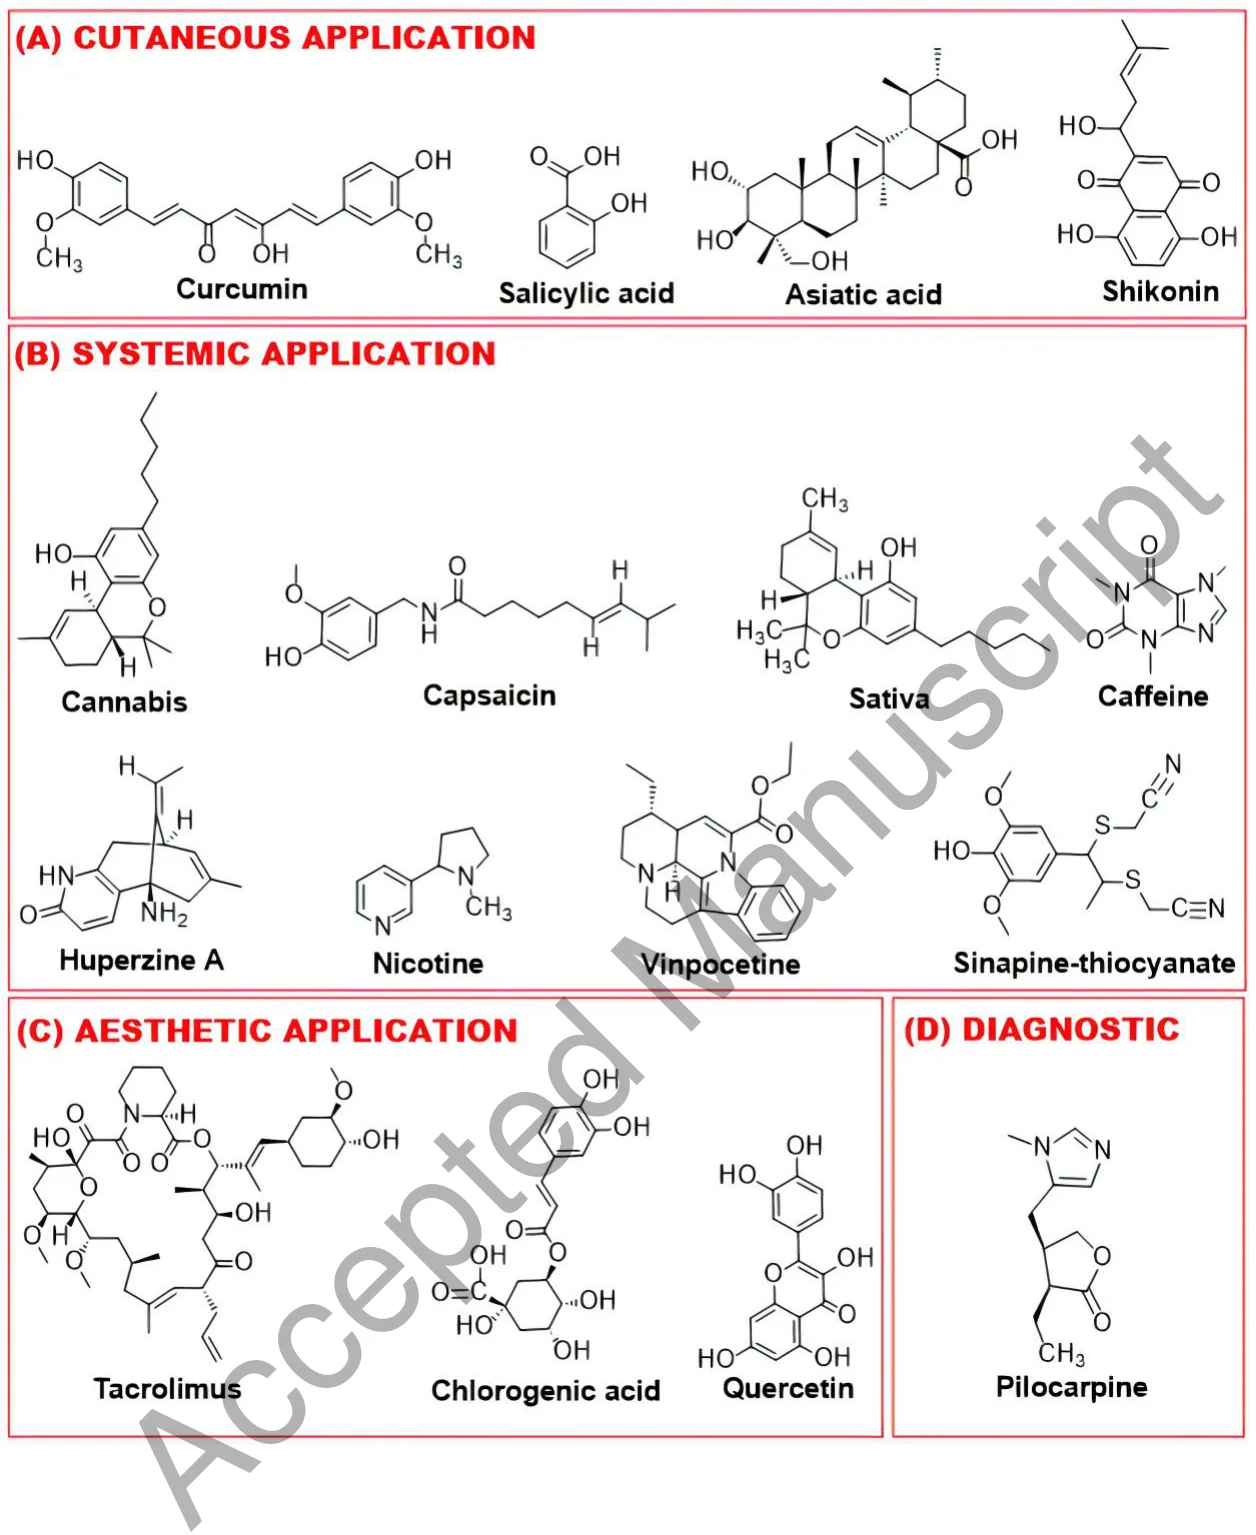 (A) CUTANEOUS APPLICATION
HO
OCH₃
O
OH
OH
OCH₃
Curcumin
O
OH
OH
Salicylic acid
HO
HO
OH
OH
O
Asiatic acid
HO
O
O
HO
OH
Shikonin
(B) SYSTEMIC APPLICATION
HO
H
O
H
Cannabis
O
HO
N
H
O
H
H
Capsaicin
CH₃
OH
H
H
H₃C
H₃C
O
Sativa
O
N
N
O
N
N
Caffeine
H
H
HN
O
NH₂
Huperzine A
N
N
CH₃
Nicotine
O
O
N
N
H
Vinpocetine
O
HO
O
S
C≡N
S
C≡N
Sinapine-thiocyanate
(C) AESTHETIC APPLICATION
O
N
H
O
OH
HO
O
O
O
O
O
O
H
O
OH
O
Tacrolimus
OH
OH
O
O
OH
O
HO
OH
OH
Chlorogenic acid
OH
HO
OH
O
O
HO
OH
Quercetin
(D) DIAGNOSTIC
N
N
O
O
CH₃
Pilocarpine
Accepted Manuscript